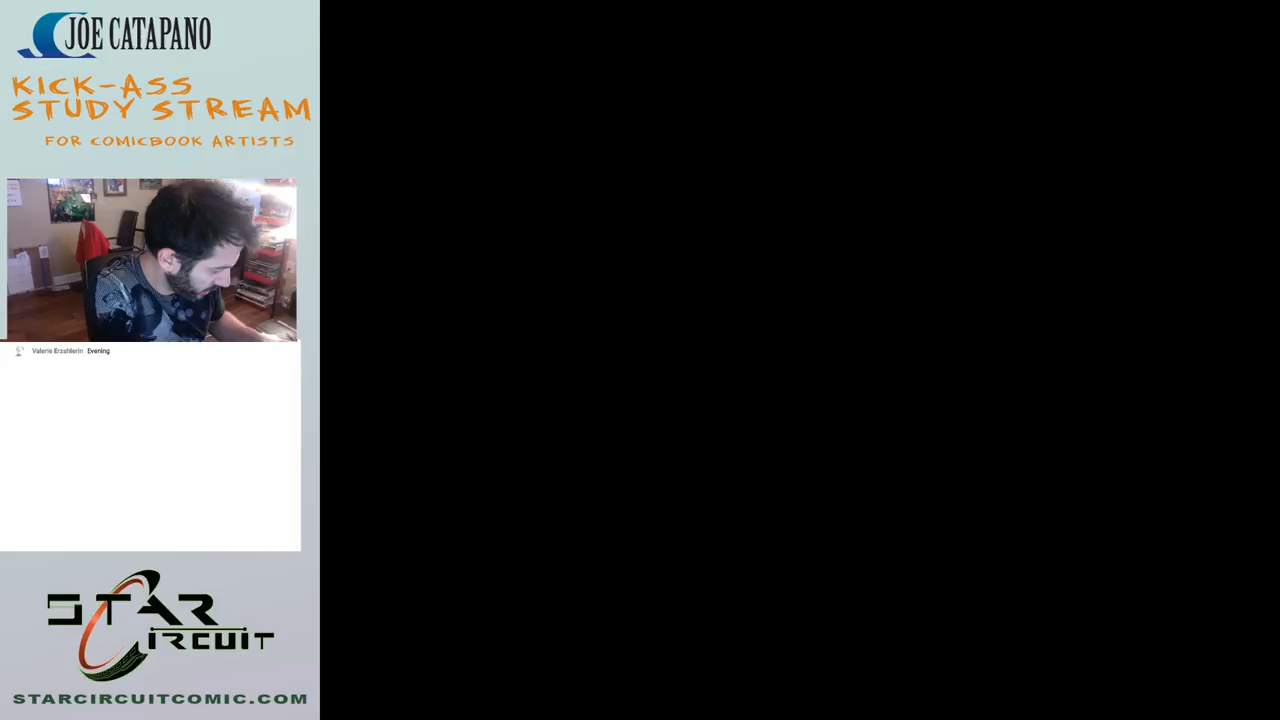 JOE CATAPANO
KICK-ASS
STUDY STREAM
FOR COMICBOOK ARTISTS
Valerie Erzahlerin Evening
STAR
CIRCUIT
STARCIRCUITCOMIC.COM